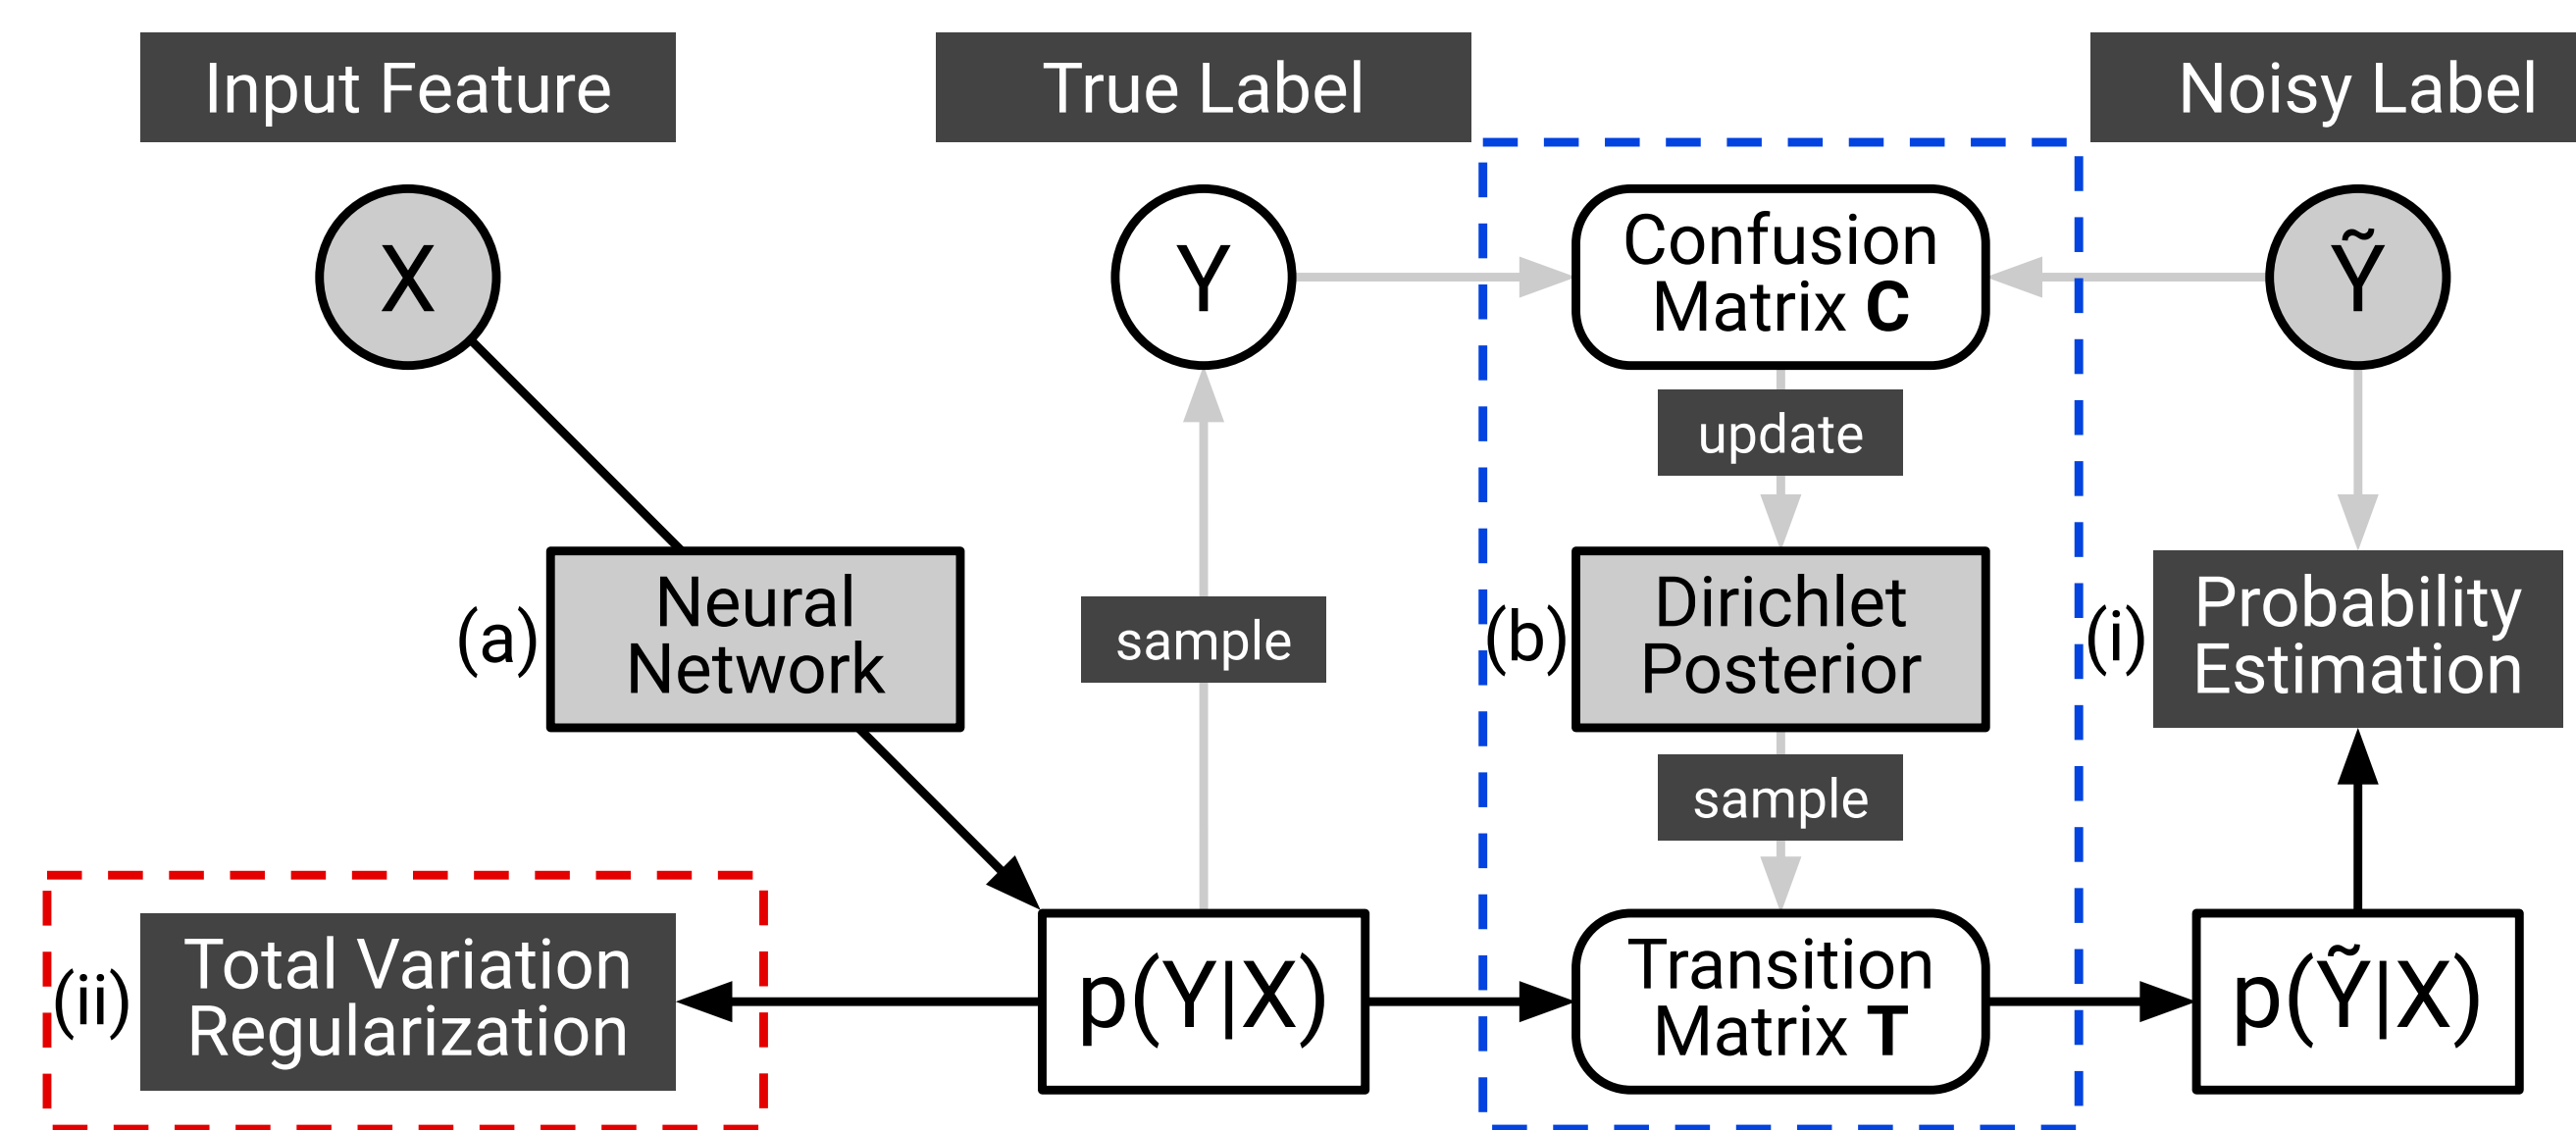 Input Feature
True Label
Noisy Label
X
Y
Confusion
Matrix C
Ỹ
update
(a)
Neural
Network
sample
(b)
Dirichlet
Posterior
(i)
Probability
Estimation
sample
(ii)
Total Variation
Regularization
p(Y|X)
Transition
Matrix T
p(Ỹ|X)